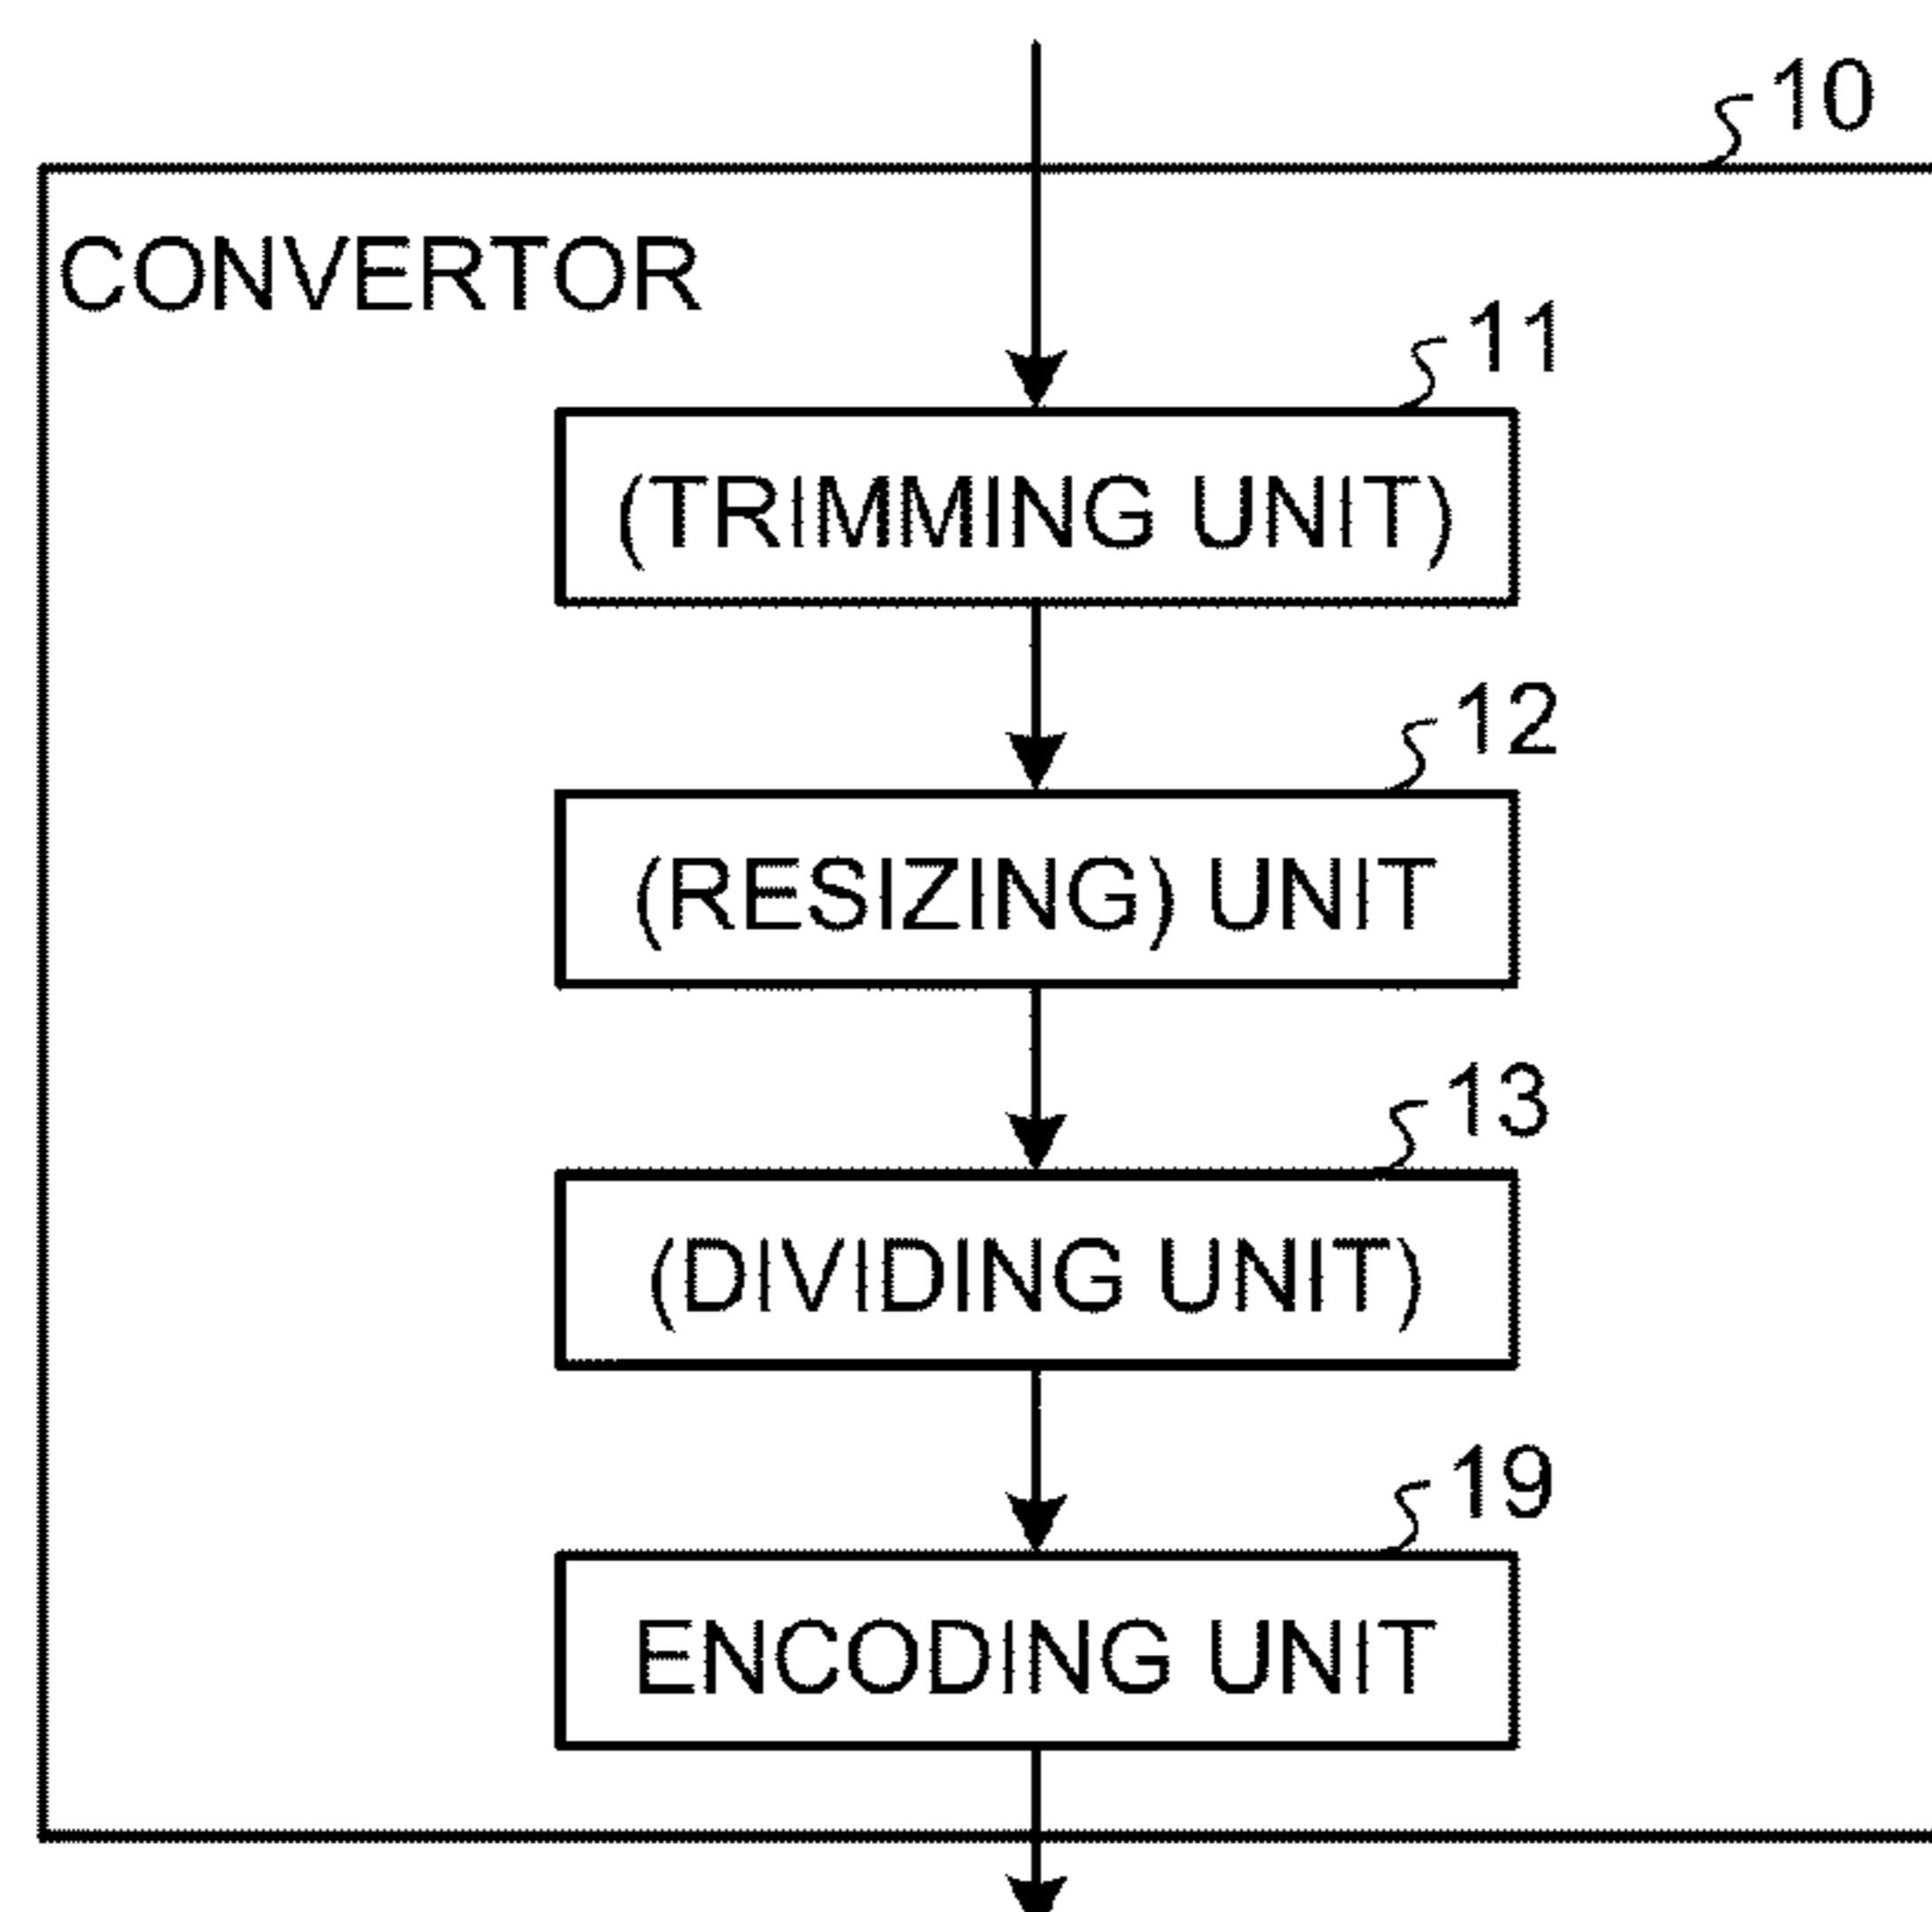 10
CONVERTOR
11
(TRIMMING UNIT)
12
(RESIZING) UNIT
13
(DIVIDING UNIT)
19
ENCODING UNIT